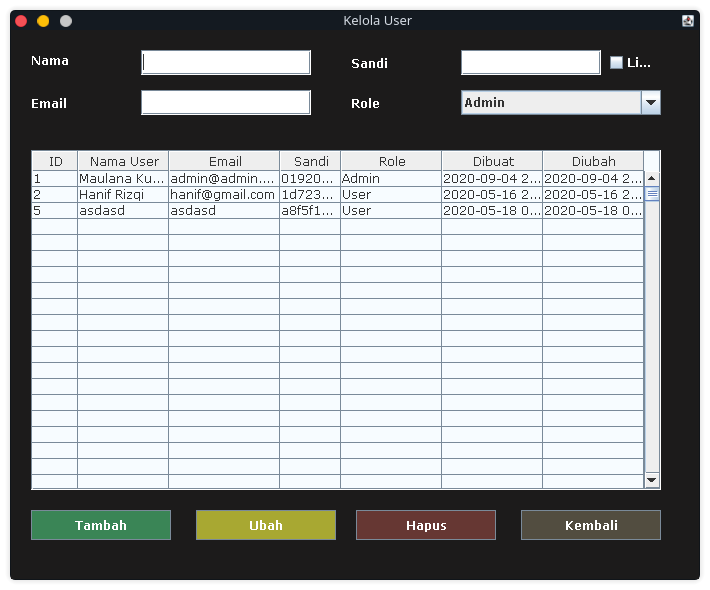 Kelola User
Nama Sandi Li...
Email Role Admin
ID Nama User Email Sandi Role Dibuat Diubah
1 Maulana Ku... admin@admin.... 01920... Admin 2020-09-04 2... 2020-09-04 2...
2 Hanif Rizqi hanif@gmail.com 1d723... User 2020-05-16 2... 2020-05-16 2...
5 asdasd asdasd a8f5f1... User 2020-05-18 0... 2020-05-18 0...
Tambah Ubah Hapus Kembali